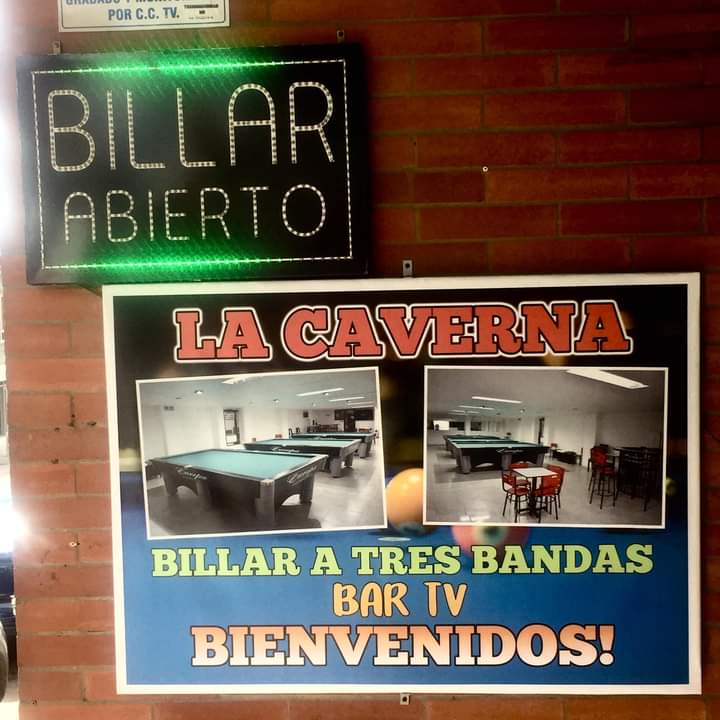 POR C.C. TV.
BILLAR
ABIERTO
LA CAVERNA
BILLAR A TRES BANDAS
BAR TV
BIENVENIDOS!